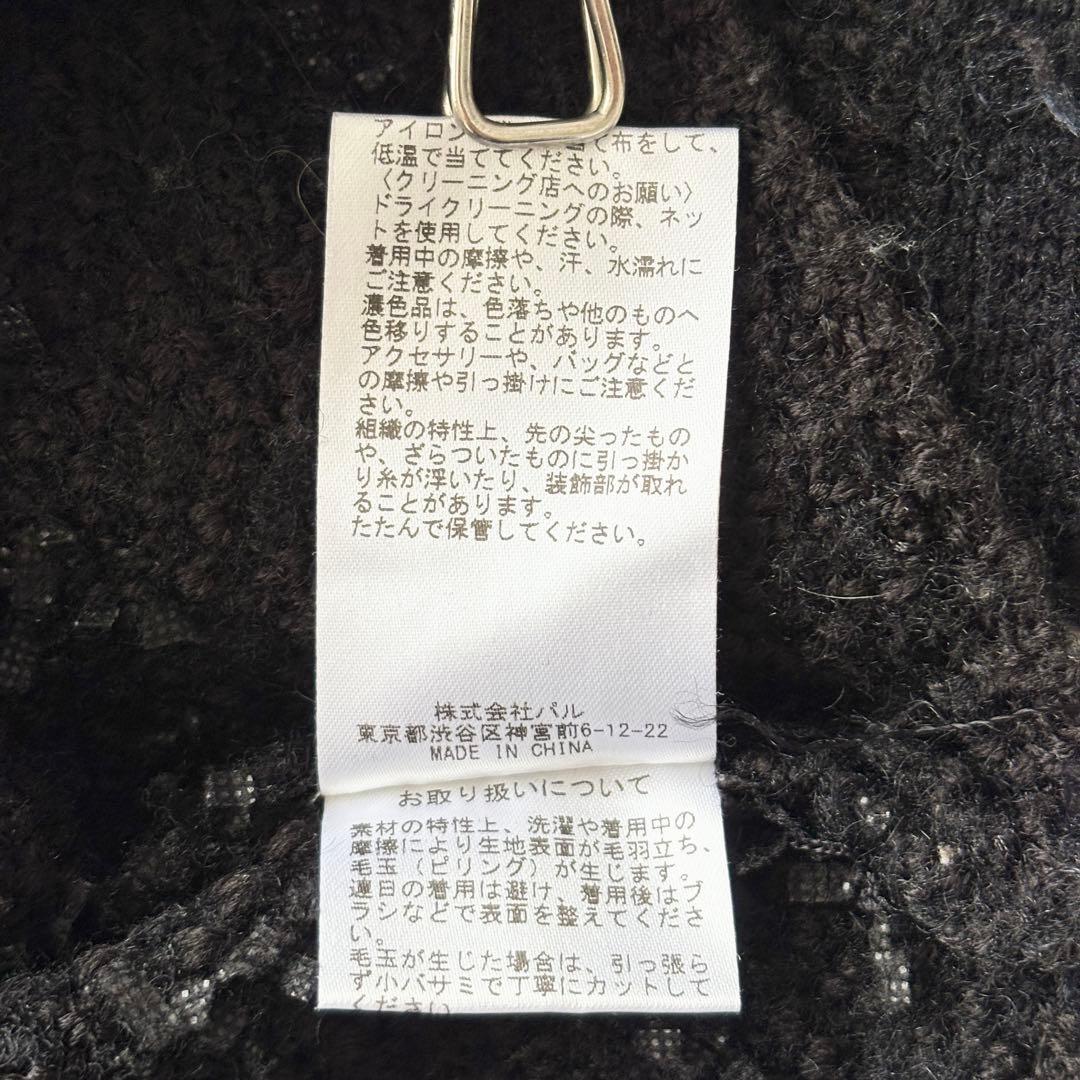 アイロン て布をして、
低温で当ててください。
〈クリーニング店へのお願い〉
ドライクリーニングの際、ネッ
トを使用してください。
着用中の摩擦や、汗、水濡れに
ご注意ください。
濃色品は、色落ちや他のものへ
色移りすることがあります。
アクセサリーや、バッグなどと
の摩擦や引っ掛けにご注意くだ
さい。
組織の特性上、先の尖ったもの
や、ざらついたものに引っ掛か
り糸が浮いたり、装飾部が取れ
ることがあります。
たたんで保管してください。
株式会社パル
東京都渋谷区神宮前6-12-22
MADE IN CHINA
お取り扱いについて
素材の特性上、洗濯や着用中の
摩擦により生地表面が毛羽立ち、
毛玉（ピリング）が生じます。
連日の着用は避け、着用後はブ
ラシなどで表面を整えてくださ
い。
毛玉が生じた場合は、引っ張ら
ず小バサミで丁寧にカットして
ください